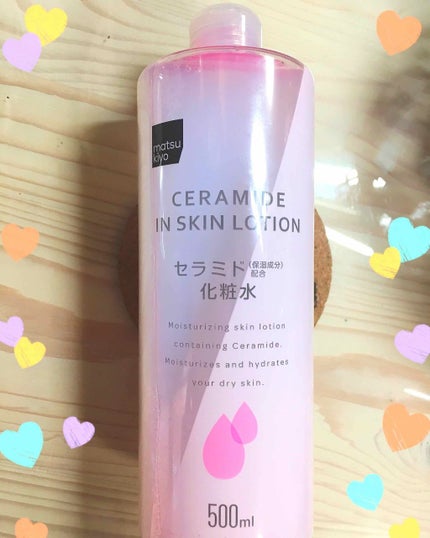 matsu
kiyo
CERAMIDE
IN SKIN LOTION
セラミド(保湿成分)
配合
化粧水
Moisturizing skin lotion
containing Ceramide.
Moisturizes and hydrates
your dry skin.
500ml